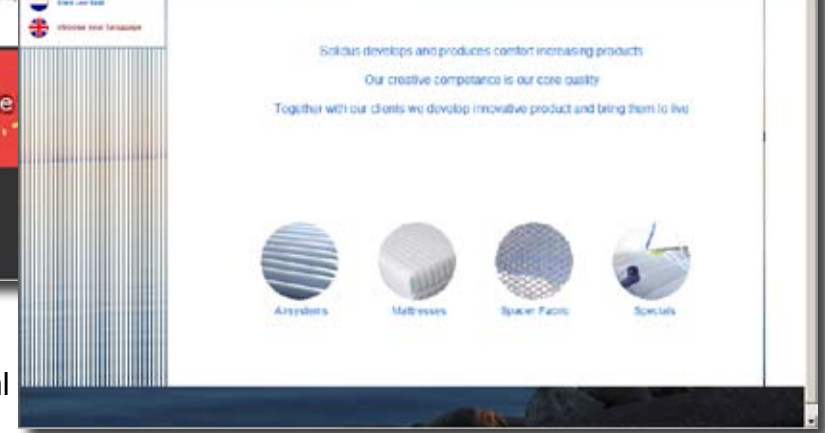 choose your language
Solidus develops and produces comfort increasing products
Our creative competance is our core quality
Together with our clients we develop innovative product and bring them to live
Airsystems
Mattresses
Spacer Fabric
Specials